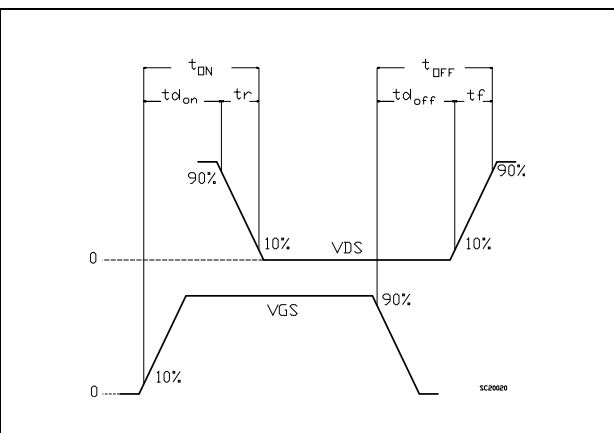 tON tOFF
tdon tr tdoff tf
90% 90%
10% VDS 10%
0
90%
VGS
10%
0 SC20020